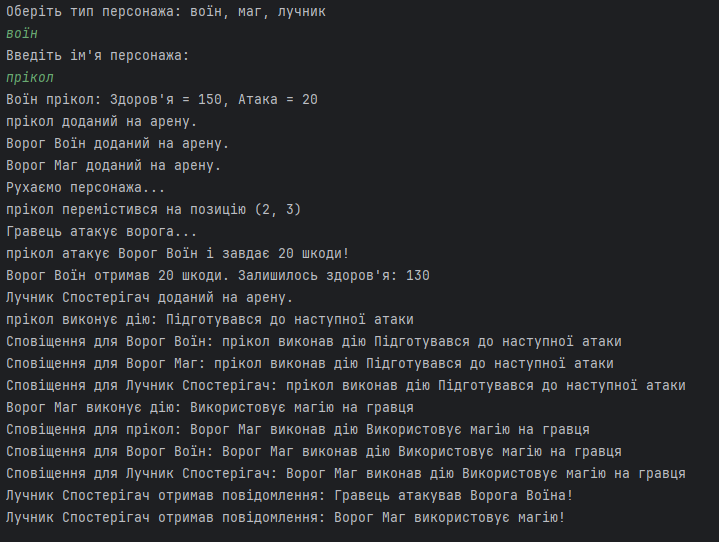 Оберіть тип персонажа: воїн, маг, лучник
воїн
Введіть ім'я персонажа:
прікол
Воїн прікол: Здоров'я = 150, Атака = 20
прікол доданий на арену.
Ворог Воїн доданий на арену.
Ворог Маг доданий на арену.
Рухаємо персонажа...
прікол перемістився на позицію (2, 3)
Гравець атакує ворога...
прікол атакує Ворог Воїн і завдає 20 шкоди!
Ворог Воїн отримав 20 шкоди. Залишилось здоров'я: 130
Лучник Спостерігач доданий на арену.
прікол виконує дію: Підготувався до наступної атаки
Сповіщення для Ворог Воїн: прікол виконав дію Підготувався до наступної атаки
Сповіщення для Ворог Маг: прікол виконав дію Підготувався до наступної атаки
Сповіщення для Лучник Спостерігач: прікол виконав дію Підготувався до наступної атаки
Ворог Маг виконує дію: Використовує магію на гравця
Сповіщення для прікол: Ворог Маг виконав дію Використовує магію на гравця
Сповіщення для Ворог Воїн: Ворог Маг виконав дію Використовує магію на гравця
Сповіщення для Лучник Спостерігач: Ворог Маг виконав дію Використовує магію на гравця
Лучник Спостерігач отримав повідомлення: Гравець атакував Ворога Воїна!
Лучник Спостерігач отримав повідомлення: Ворог Маг використовує магію!